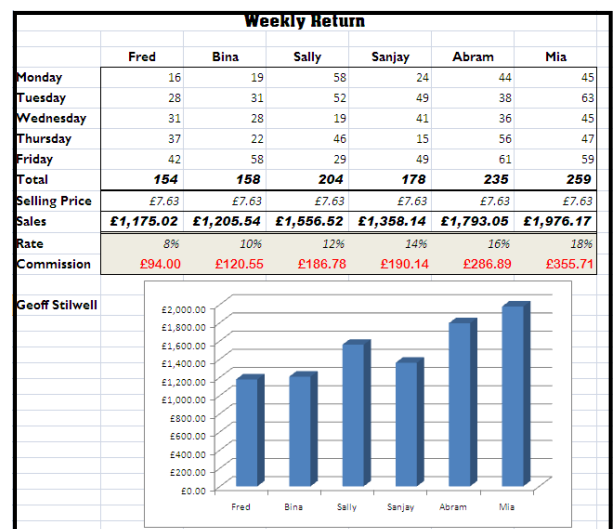 Weekly Return
Fred Bina Sally Sanjay Abram Mia
Monday 16 19 58 24 44 45
Tuesday 28 31 52 49 38 63
Wednesday 31 28 19 41 36 45
Thursday 37 22 46 15 56 47
Friday 42 58 29 49 61 59
Total 154 158 204 178 235 259
Selling Price £7.63 £7.63 £7.63 £7.63 £7.63 £7.63
Sales £1,175.02 £1,205.54 £1,556.52 £1,358.14 £1,793.05 £1,976.17
Rate 8% 10% 12% 14% 16% 18%
Commission £94.00 £120.55 £186.78 £190.14 £286.89 £355.71
Geoff Stilwell
£2,000.00
£1,800.00
£1,600.00
£1,400.00
£1,200.00
£1,000.00
£800.00
£600.00
£400.00
£200.00
£0.00
Fred Bina Sally Sanjay Abram Mia